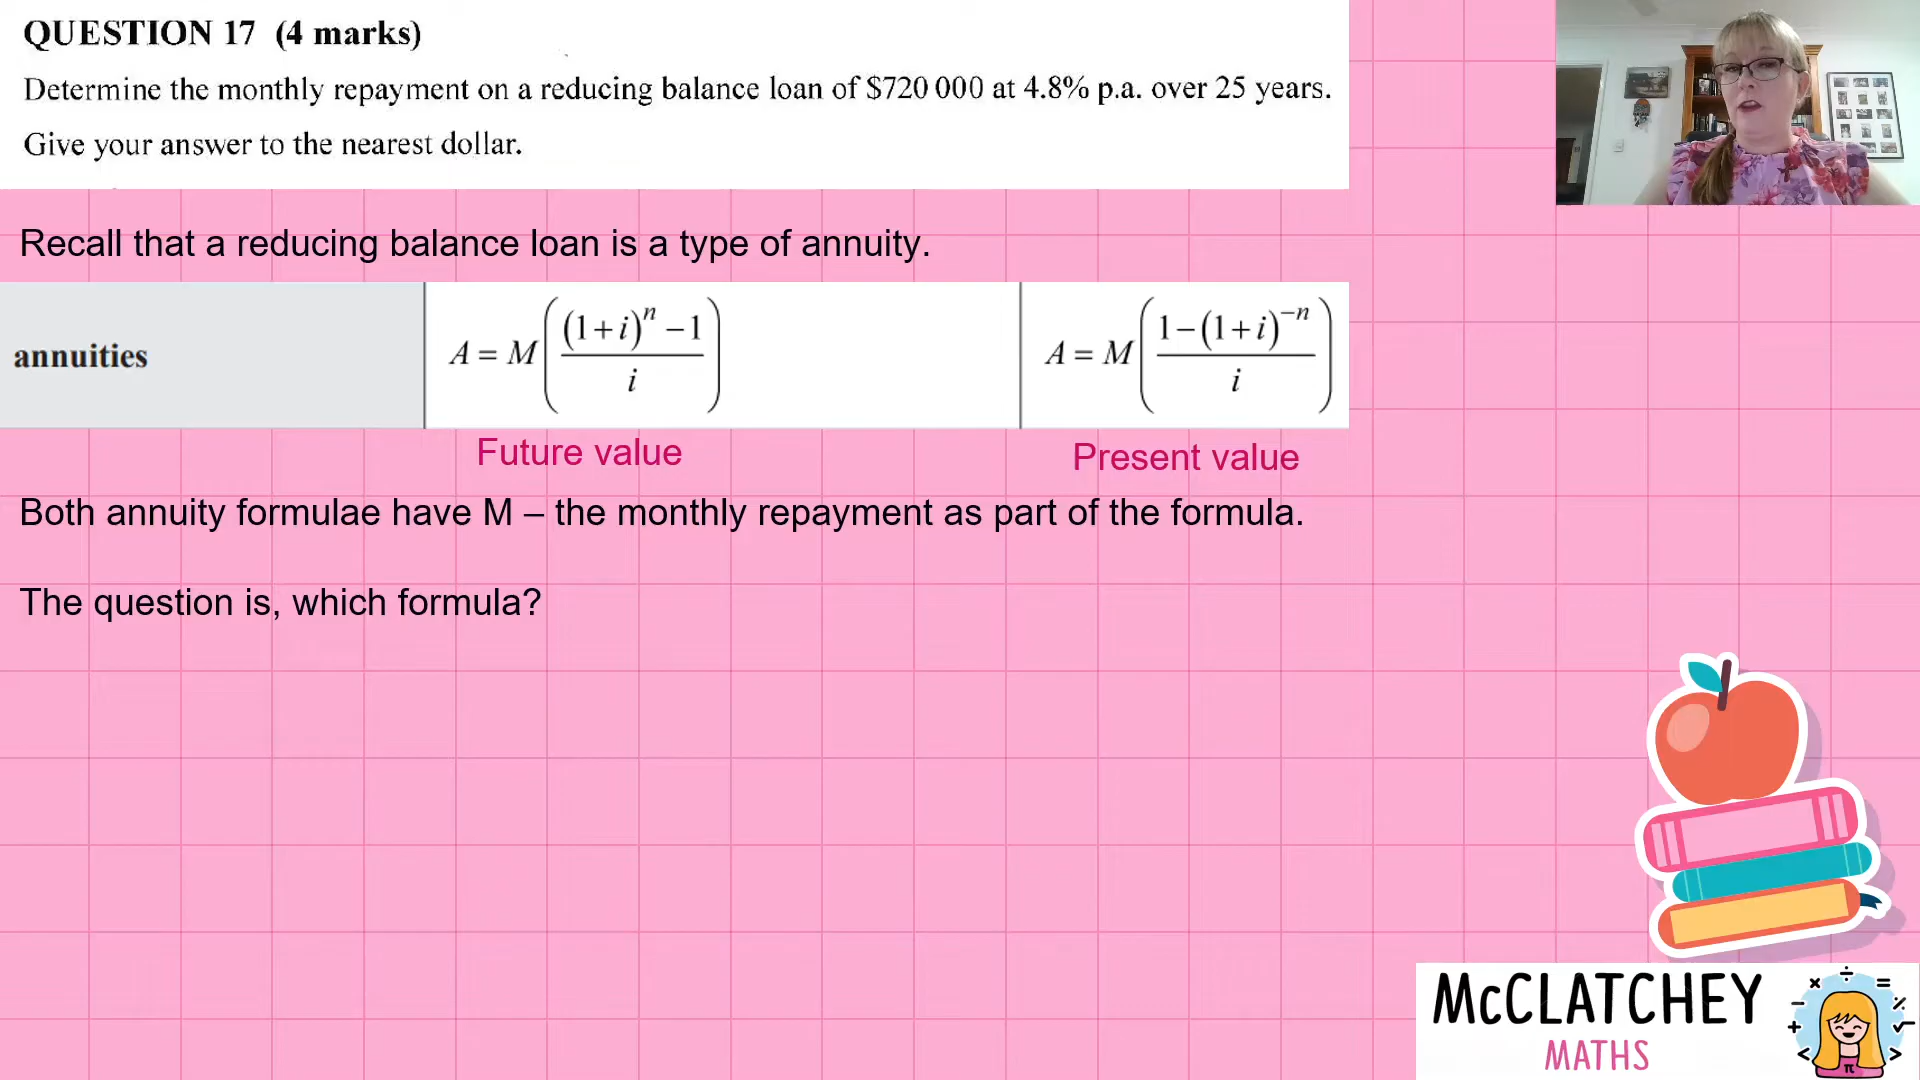 QUESTION 17 (4 marks)
Determine the monthly repayment on a reducing balance loan of $720 000 at 4.8% p.a. over 25 years.
Give your answer to the nearest dollar.
Recall that a reducing balance loan is a type of annuity.
annuities
A = M((1+i)^n − 1 / i)
A = M(1−(1+i)^−n / i)
Future value
Present value
Both annuity formulae have M – the monthly repayment as part of the formula.
The question is, which formula?
McCLATCHEY
MATHS